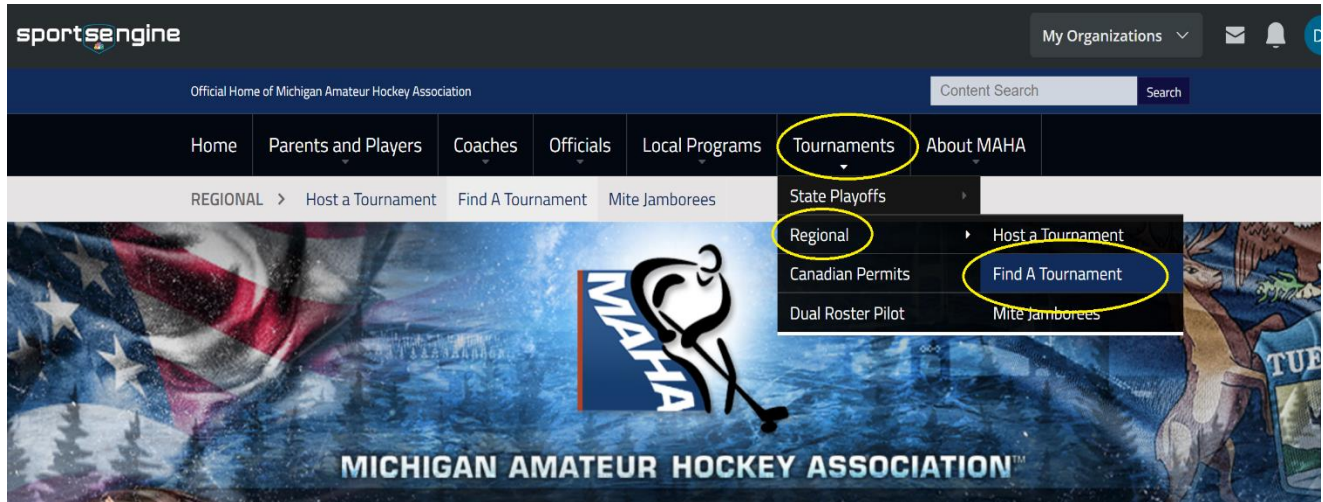 sportsengine
My Organizations
D
Official Home of Michigan Amateur Hockey Association
Content Search
Search
Home
Parents and Players
Coaches
Officials
Local Programs
Tournaments
About MAHA
REGIONAL > Host a Tournament Find A Tournament Mite Jamborees
State Playoffs
Regional
Host a Tournament
Canadian Permits
Find A Tournament
Dual Roster Pilot
Mite Jamborees
MAHA
TUE
MICHIGAN AMATEUR HOCKEY ASSOCIATION™